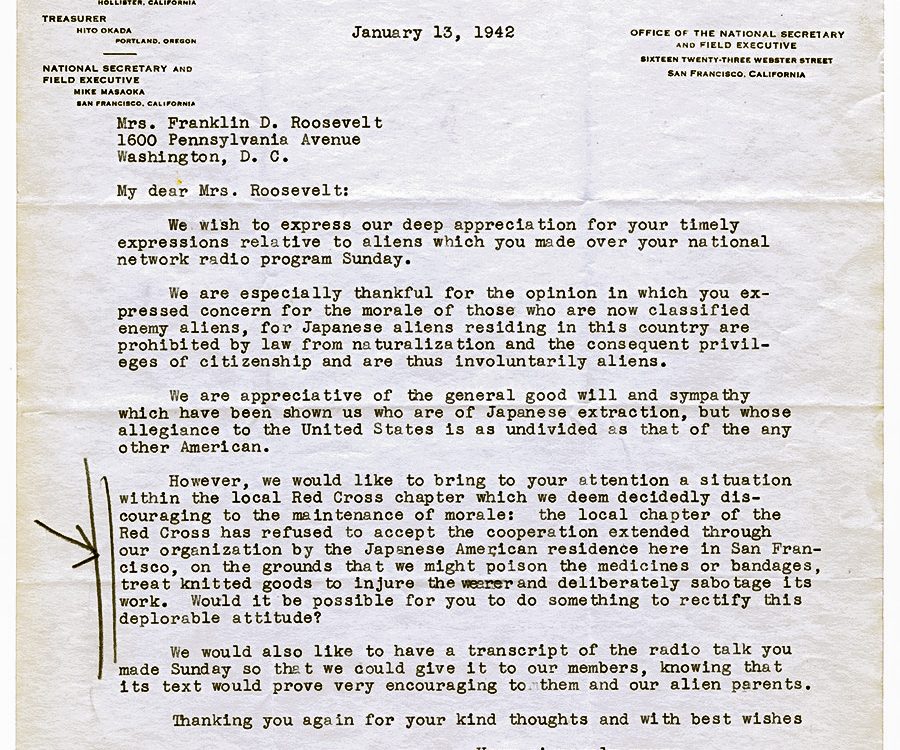 HOLLISTER, CALIFORNIA
TREASURER
HITO OKADA
PORTLAND, OREGON
NATIONAL SECRETARY AND
FIELD EXECUTIVE
MIKE MASAOKA
SAN FRANCISCO, CALIFORNIA
January 13, 1942
OFFICE OF THE NATIONAL SECRETARY
AND FIELD EXECUTIVE
SIXTEEN TWENTY-THREE WEBSTER STREET
SAN FRANCISCO, CALIFORNIA
Mrs. Franklin D. Roosevelt
1600 Pennsylvania Avenue
Washington, D. C.
My dear Mrs. Roosevelt:
We wish to express our deep appreciation for your timely
expressions relative to aliens which you made over your national
network radio program Sunday.
We are especially thankful for the opinion in which you ex-
pressed concern for the morale of those who are now classified
enemy aliens, for Japanese aliens residing in this country are
prohibited by law from naturalization and the consequent privil-
eges of citizenship and are thus involuntarily aliens.
We are appreciative of the general good will and sympathy
which have been shown us who are of Japanese extraction, but whose
allegiance to the United States is as undivided as that of the any
other American.
However, we would like to bring to your attention a situation
within the local Red Cross chapter which we deem decidedly dis-
couraging to the maintenance of morale: the local chapter of the
Red Cross has refused to accept the cooperation extended through
our organization by the Japanese American residence here in San Fran-
cisco, on the grounds that we might poison the medicines or bandages,
treat knitted goods to injure the wearer and deliberately sabotage its
work. Would it be possible for you to do something to rectify this
deplorable attitude?
We would also like to have a transcript of the radio talk you
made Sunday so that we could give it to our members, knowing that
its text would prove very encouraging to them and our alien parents.
Thanking you again for your kind thoughts and with best wishes